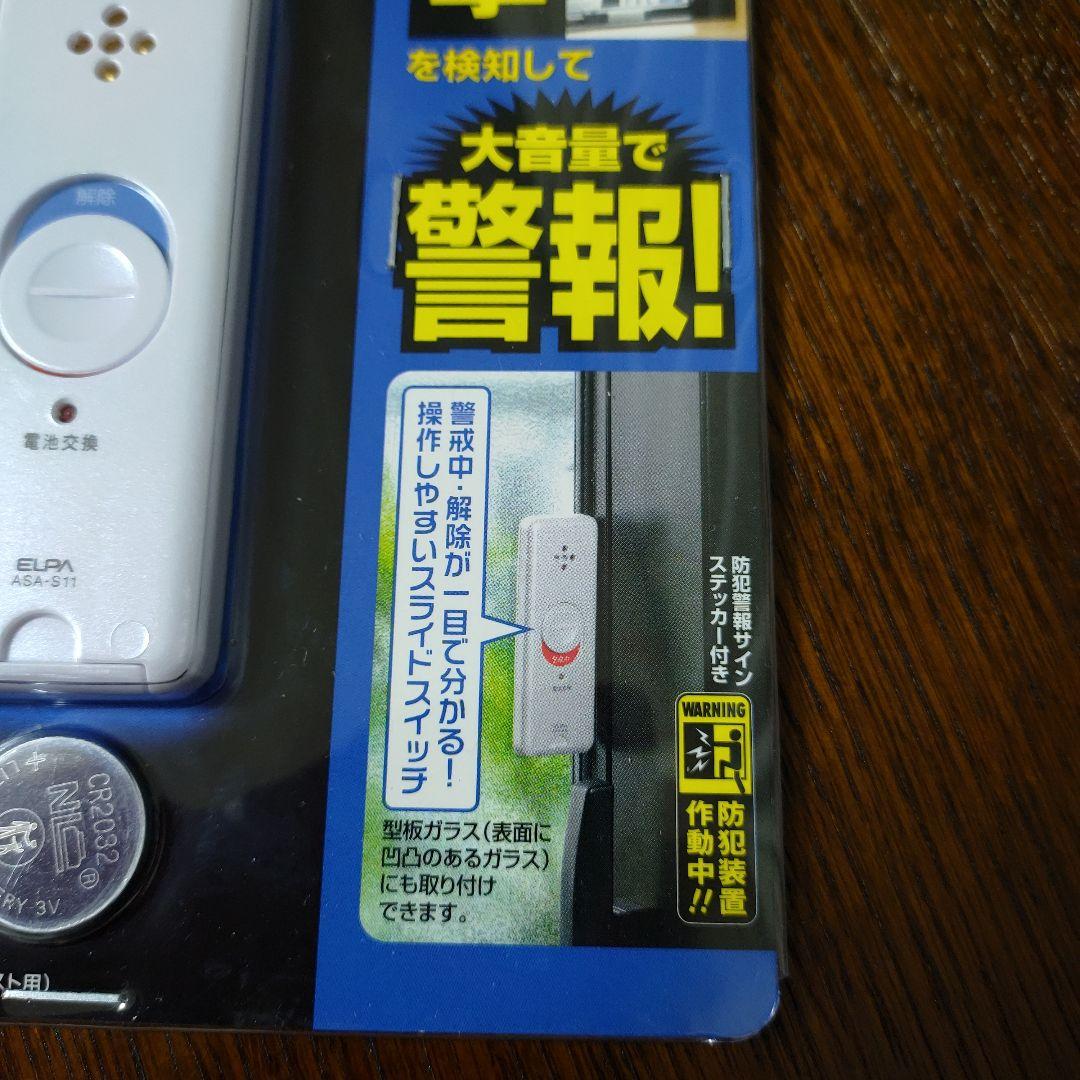 を検知して
大音量で
警報!
解除
電池交換
ELPA
ASA-S11
警戒中・解除が一目で分かる!
操作しやすいスライドスイッチ
防犯警報サイン
ステッカー付き
WARNING
防犯装置
作動中!!
型板ガラス(表面に
凹凸のあるガラス)
にも取り付け
できます。
CR2032
3V
スト用)